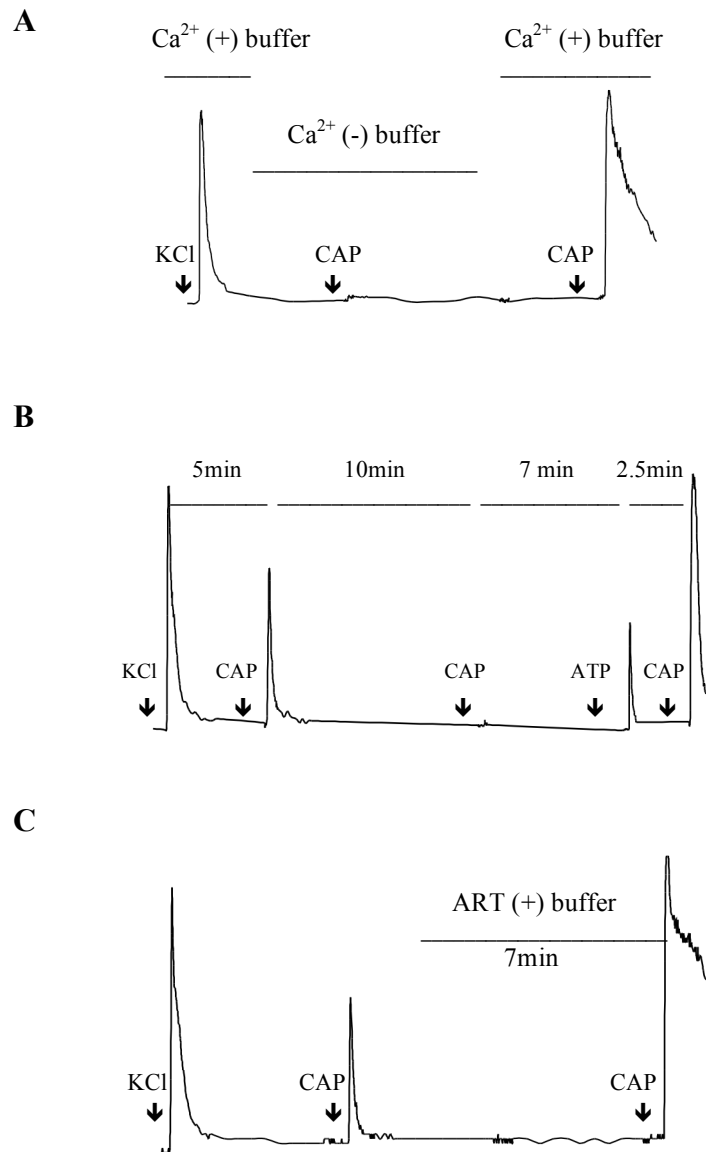 A
Ca²⁺ (+) buffer Ca²⁺ (+) buffer
Ca²⁺ (-) buffer
KCl CAP CAP
B
5min 10min 7 min 2.5min
KCl CAP CAP ATP CAP
C
ART (+) buffer
7min
KCl CAP CAP